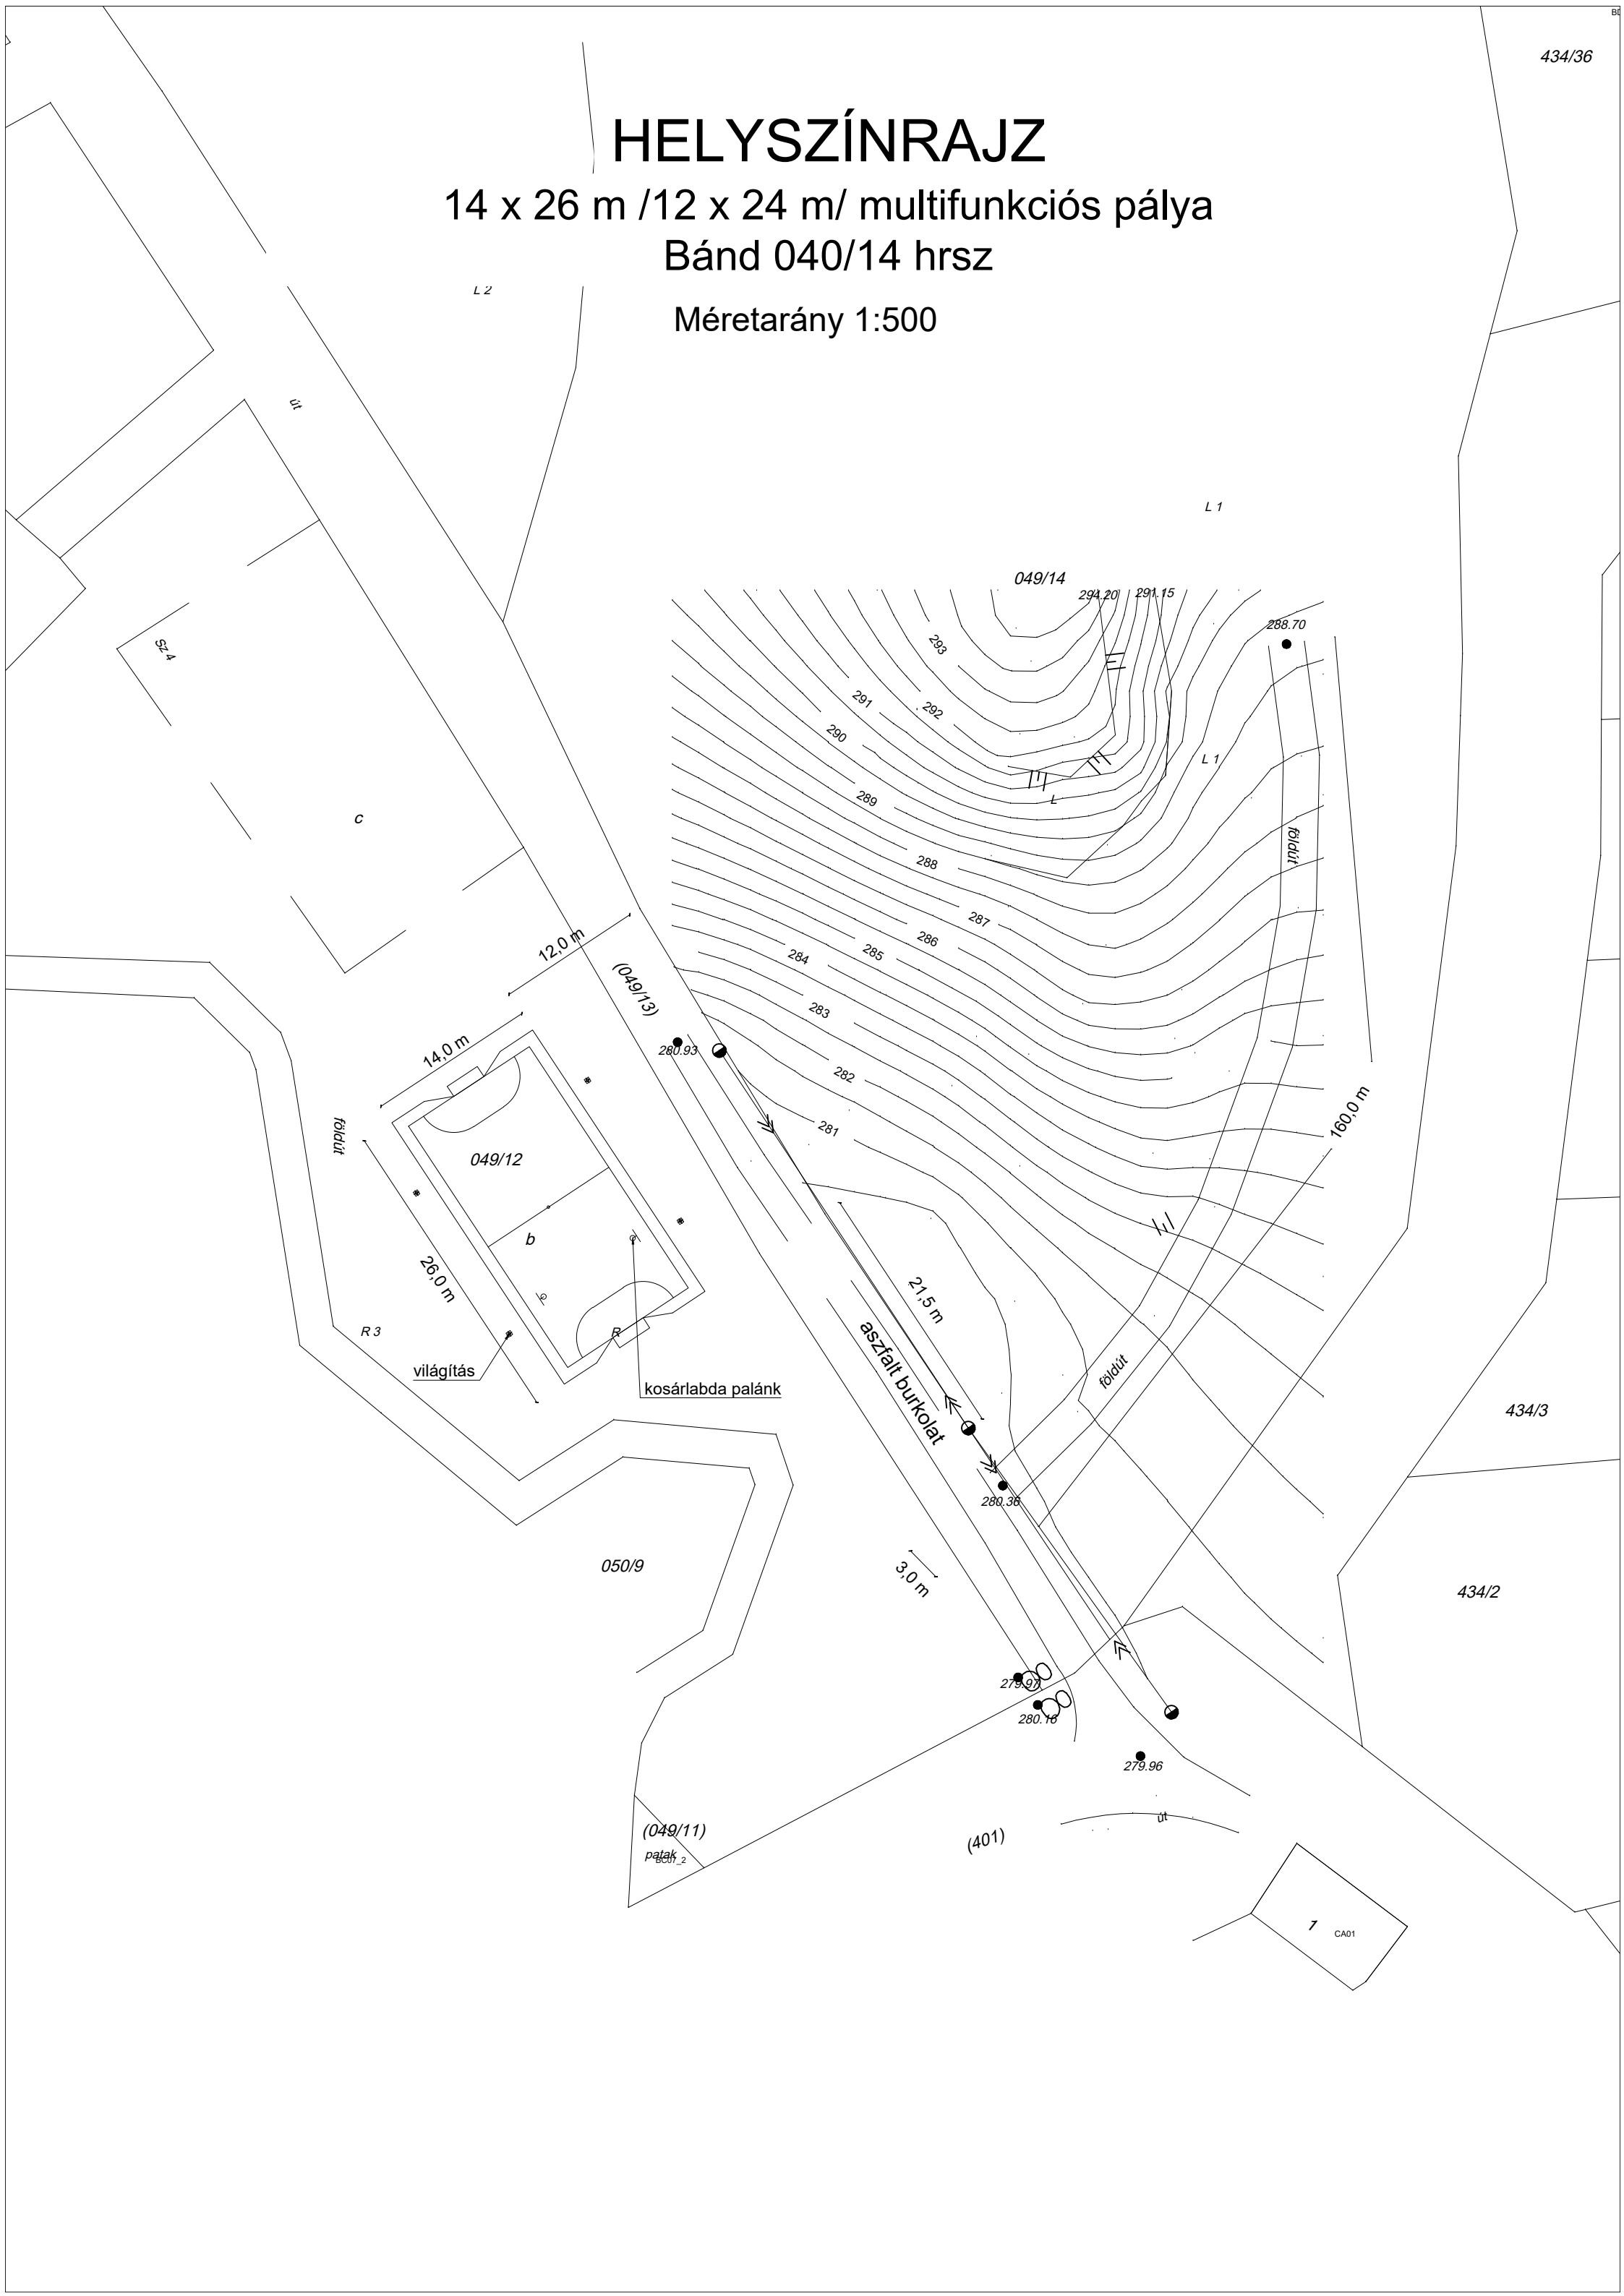 434/36
HELYSZÍNRAJZ
14 x 26 m /12 x 24 m/ multifunkciós pálya
Bánd 040/14 hrsz
Méretarány 1:500
L 2
út
L 1
049/14
294.20
291.15
288.70
293
Sz 4
291
292
290
L 1
289
L
c
földút
288
287
286
285
284
12,0 m
(049/13)
283
280.93
14,0 m
282
281
160,0 m
földút
049/12
b
26,0 m
21,5 m
R 3
R
világítás
kosárlabda palánk
aszfalt burkolat
földút
434/3
280.36
050/9
3,0 m
434/2
279.97
280.16
279.96
út
(049/11)
patak
(401)
1
CA01